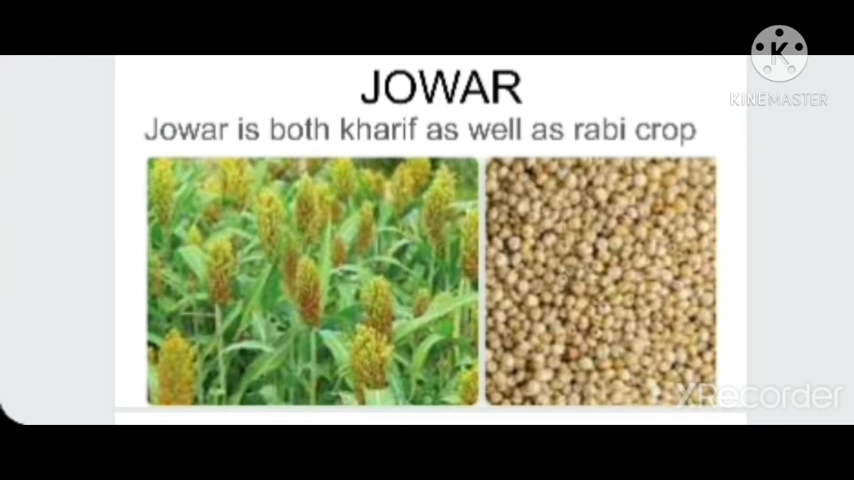 JOWAR
Jowar is both kharif as well as rabi crop
K
KINEMASTER
XRecorder